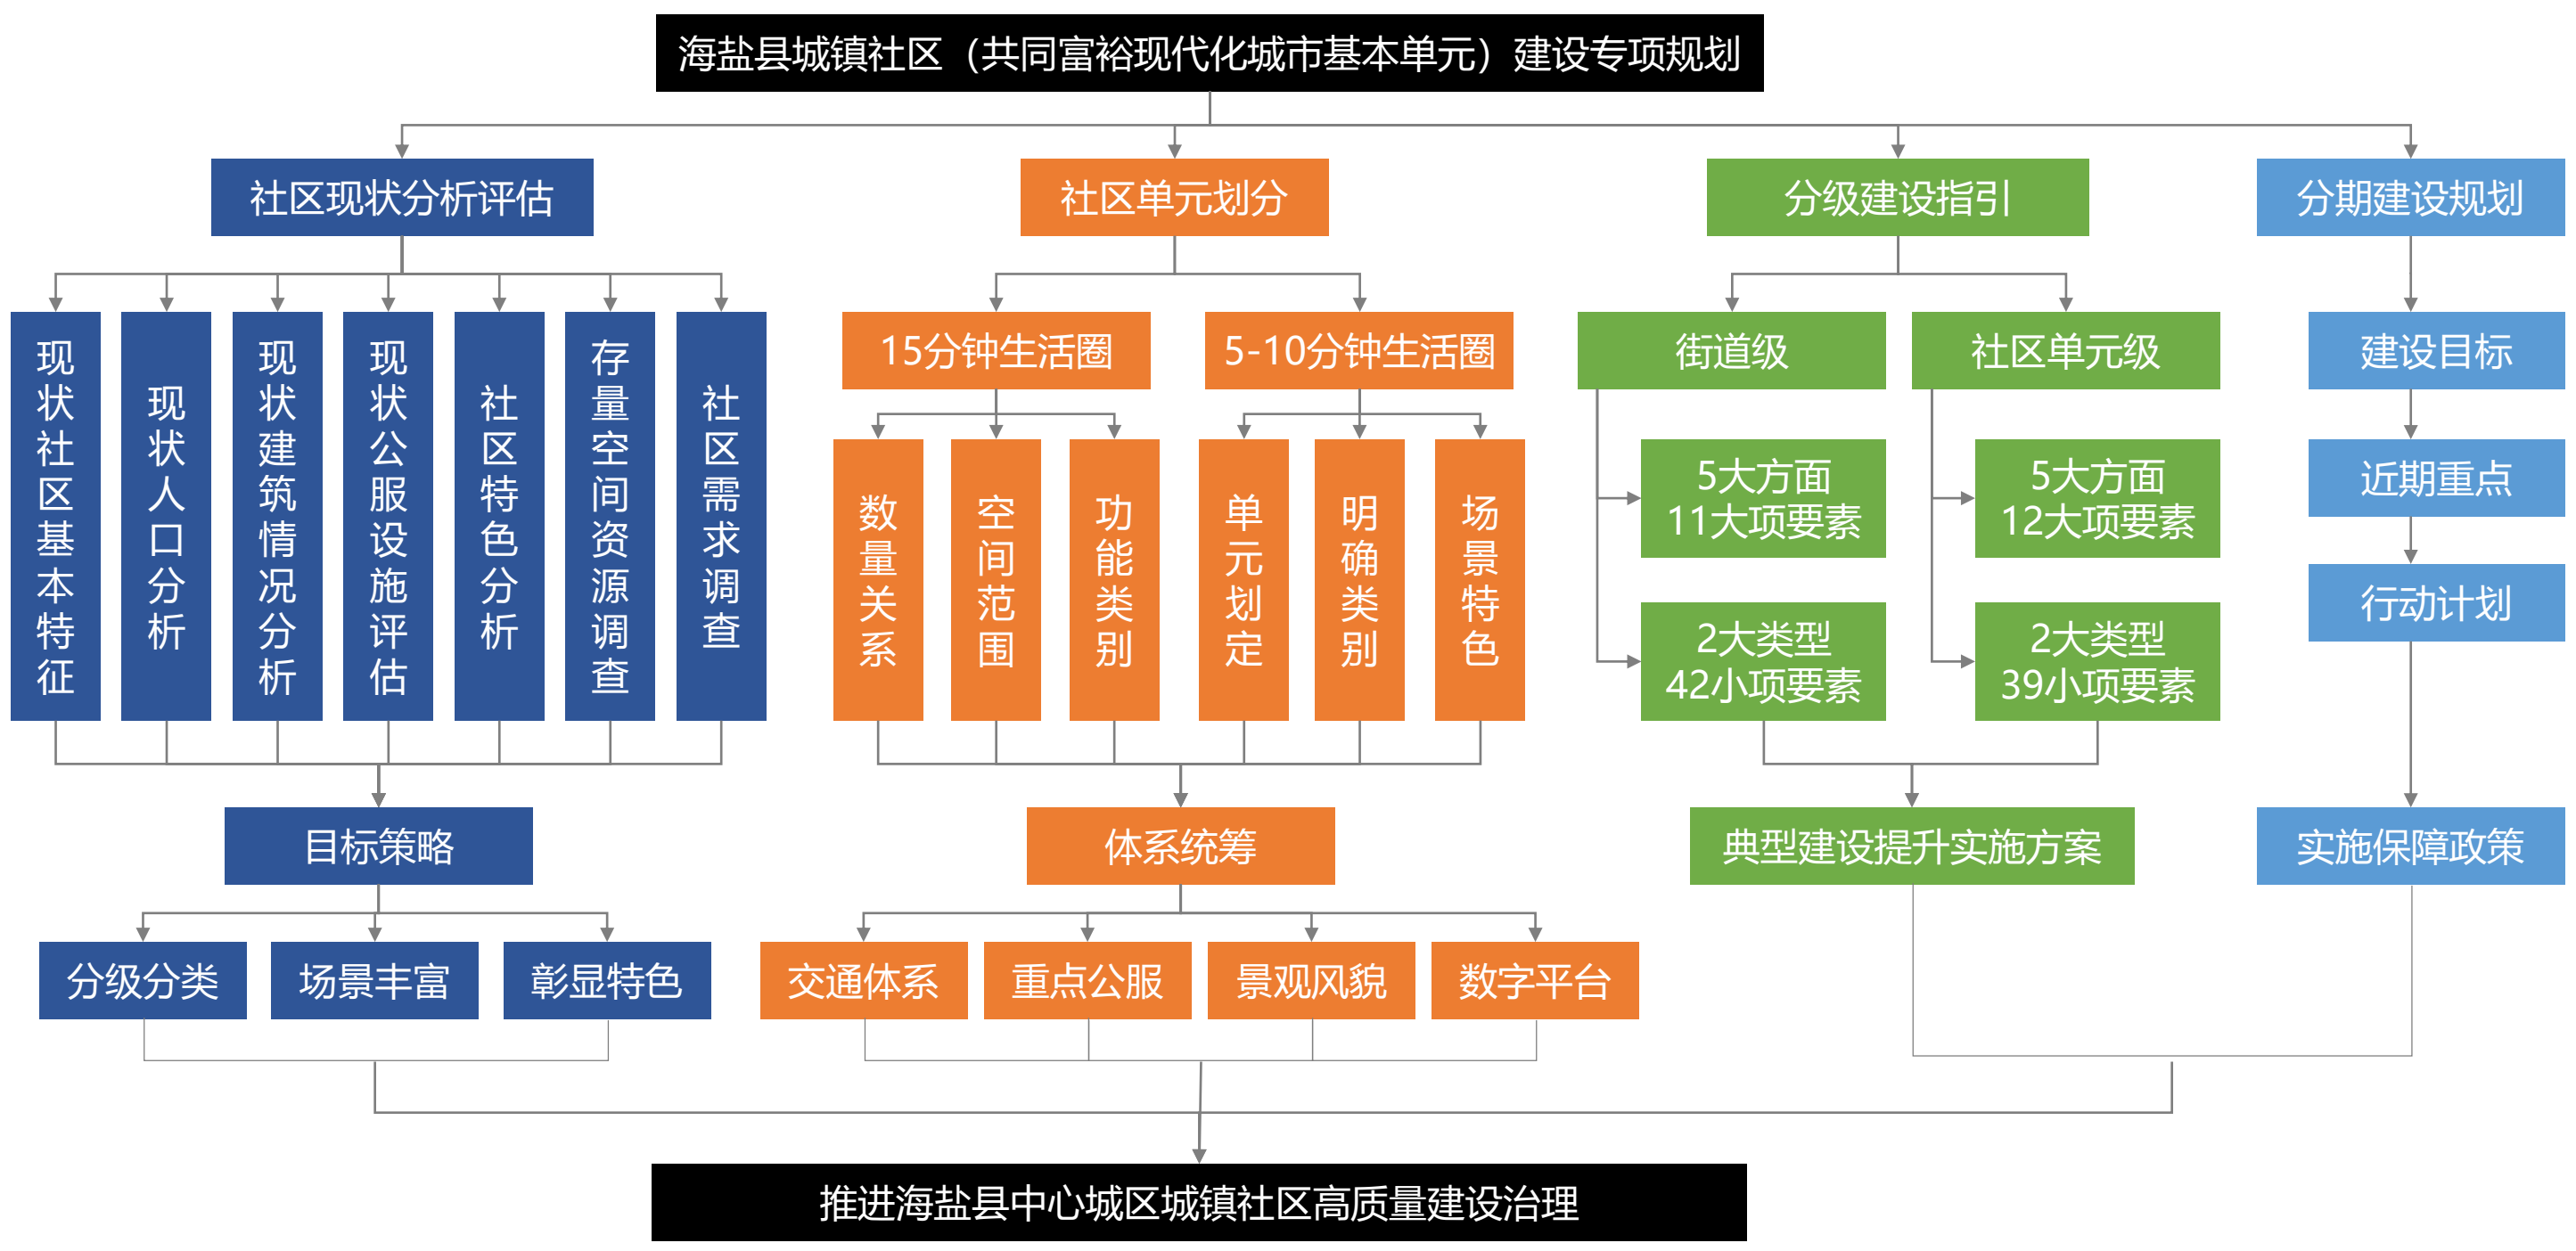 海盐县城镇社区（共同富裕现代化城市基本单元）建设专项规划
社区现状分析评估
社区单元划分
分级建设指引
分期建设规划
现状社区基本特征
现状人口分析
现状建筑情况分析
现状公服设施评估
社区特色分析
存量空间资源调查
社区需求调查
15分钟生活圈
5-10分钟生活圈
街道级
社区单元级
建设目标
数量关系
空间范围
功能类别
单元划定
明确类别
场景特色
5大方面
11大项要素
5大方面
12大项要素
近期重点
2大类型
42小项要素
2大类型
39小项要素
行动计划
目标策略
体系统筹
典型建设提升实施方案
实施保障政策
分级分类
场景丰富
彰显特色
交通体系
重点公服
景观风貌
数字平台
推进海盐县中心城区城镇社区高质量建设治理